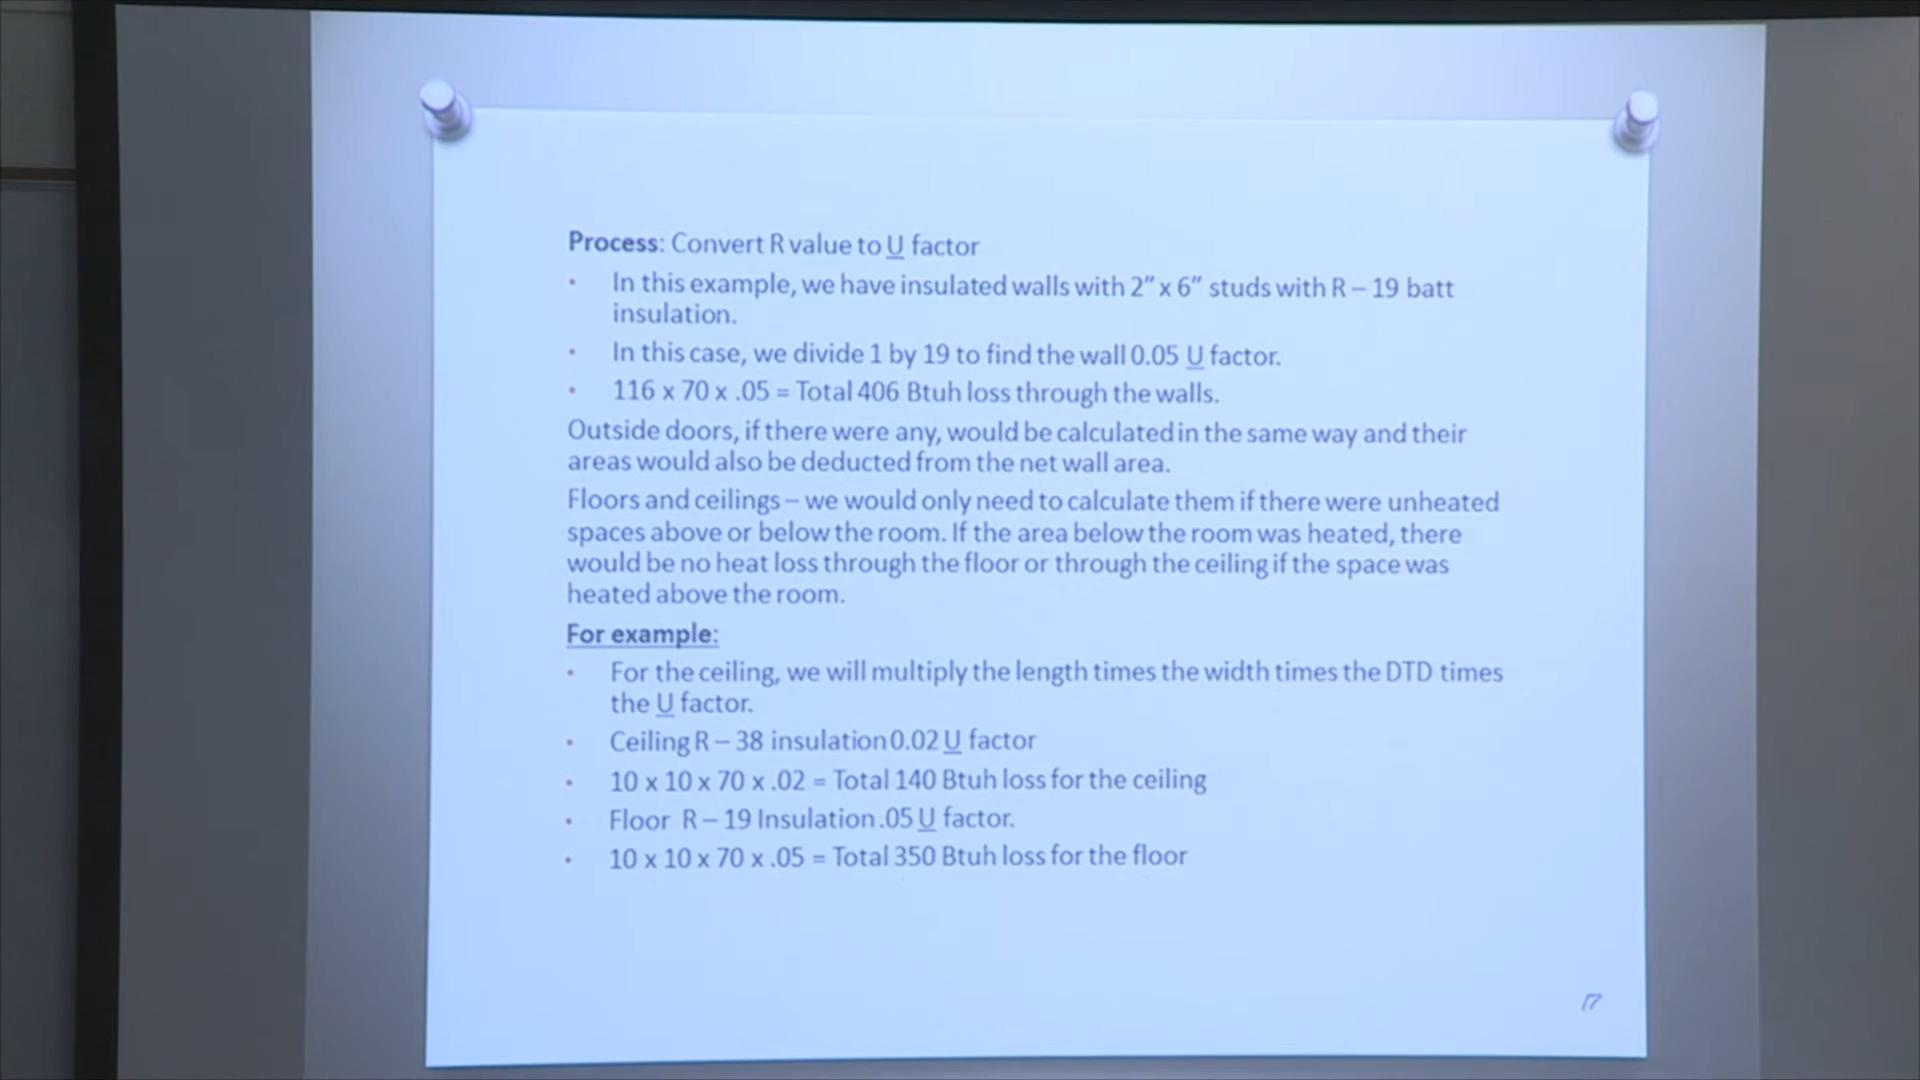 Process: Convert R value to U factor
• In this example, we have insulated walls with 2" x 6" studs with R – 19 batt
insulation.
• In this case, we divide 1 by 19 to find the wall 0.05 U factor.
• 116 x 70 x .05 = Total 406 Btuh loss through the walls.
Outside doors, if there were any, would be calculated in the same way and their
areas would also be deducted from the net wall area.
Floors and ceilings – we would only need to calculate them if there were unheated
spaces above or below the room. If the area below the room was heated, there
would be no heat loss through the floor or through the ceiling if the space was
heated above the room.
For example:
• For the ceiling, we will multiply the length times the width times the DTD times
the U factor.
• Ceiling R – 38 insulation 0.02 U factor
• 10 x 10 x 70 x .02 = Total 140 Btuh loss for the ceiling
• Floor R – 19 Insulation .05 U factor.
• 10 x 10 x 70 x .05 = Total 350 Btuh loss for the floor
17